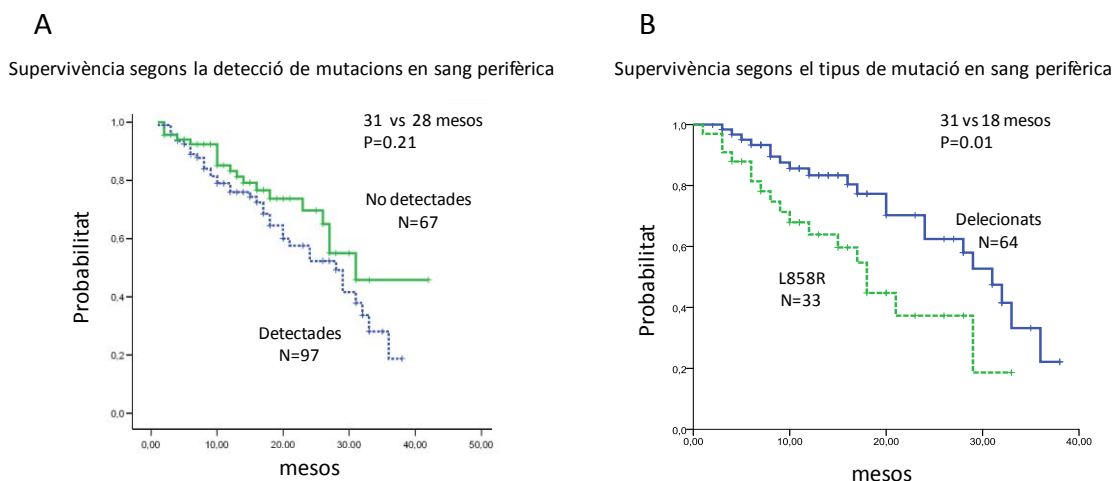 A
Supervivència segons la detecció de mutacions en sang perifèrica
31 vs 28 mesos
P=0.21
No detectades
N=67
Detectades
N=97
Probabilitat
1,0
0,8
0,6
0,4
0,2
0,0
0,00 10,00 20.00 30.00 40.00 50,00
mesos
B
Supervivència segons el tipus de mutació en sang perifèrica
31 vs 18 mesos
P=0.01
Delecionats
N=64
L858R
N=33
Probabilitat
1,0
0,8
0,6
0,4
0,2
0,0
0,00 10,00 20,00 30,00 40,00
mesos